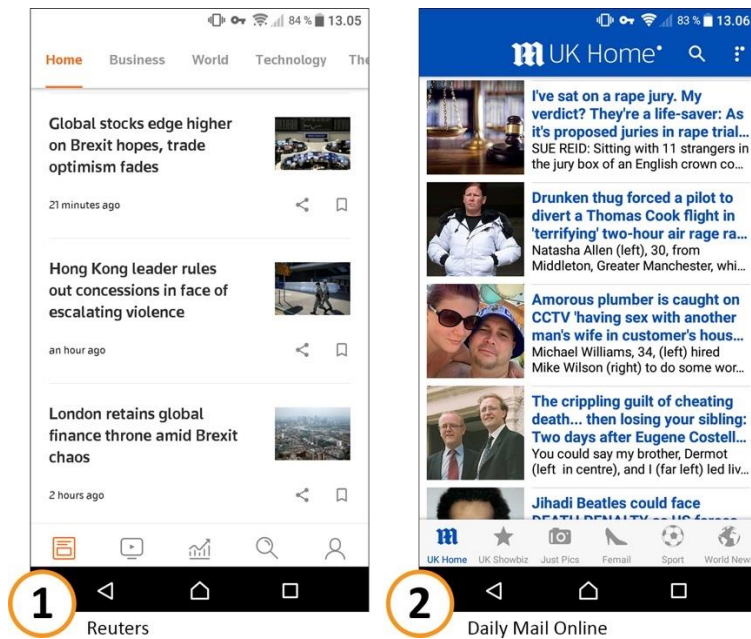 84 % 13.05
Home Business World Technology The
Global stocks edge higher
on Brexit hopes, trade
optimism fades
21 minutes ago
Hong Kong leader rules
out concessions in face of
escalating violence
an hour ago
London retains global
finance throne amid Brexit
chaos
2 hours ago
1
Reuters
83 % 13.06
m UK Home
I've sat on a rape jury. My
verdict? They're a life-saver: As
it's proposed juries in rape trial...
SUE REID: Sitting with 11 strangers in
the jury box of an English crown co...
Drunken thug forced a pilot to
divert a Thomas Cook flight in
'terrifying' two-hour air rage ra...
Natasha Allen (left), 30, from
Middleton, Greater Manchester, whi...
Amorous plumber is caught on
CCTV 'having sex with another
man's wife in customer's hous...
Michael Williams, 34, (left) hired
Mike Wilson (right) to do some wor...
The crippling guilt of cheating
death... then losing your sibling:
Two days after Eugene Costell...
You could say my brother, Dermot
(left in centre), and I (far left) led liv...
Jihadi Beatles could face
DEATH PENALTY as US forces
m
UK Home UK Showbiz Just Pics Femail Sport World New
2
Daily Mail Online